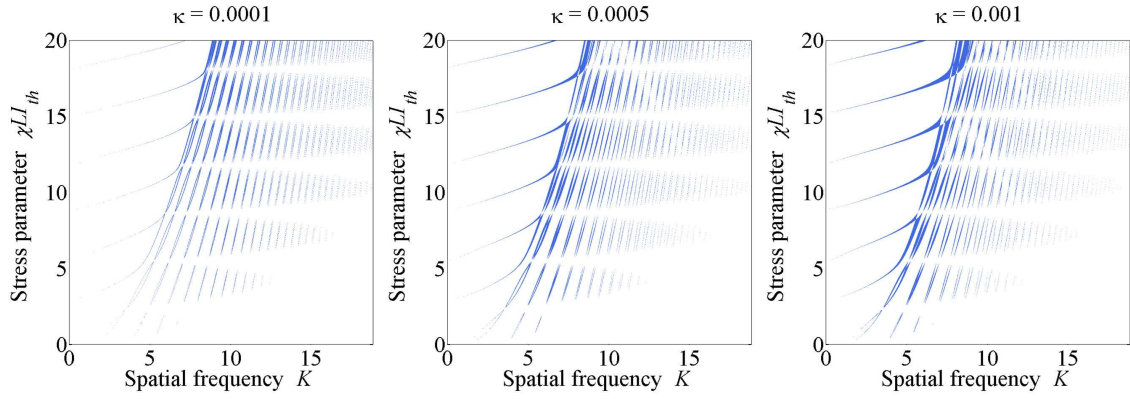 κ = 0.0001
κ = 0.0005
κ = 0.001
Stress parameter χLI_th
20
15
10
5
0
0 5 10 15
Spatial frequency K
Stress parameter χLI_th
20
15
10
5
0
0 5 10 15
Spatial frequency K
Stress parameter χLI_th
20
15
10
5
0
0 5 10 15
Spatial frequency K